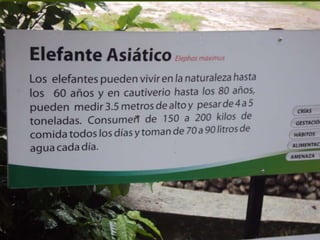 Elefante Asiático Elephas maximus
Los elefantes pueden vivir en la naturaleza hasta
los 60 años y en cautiverio hasta los 80 años,
pueden medir 3.5 metros de alto y pesar de 4 a 5
toneladas. Consumen de 150 a 200 kilos de
comida todos los días y toman de 70 a 90 litros de
agua cada día.
CRÍAS
GESTACIÓ
HÁBITOS
ALIMENTAC
AMENAZA